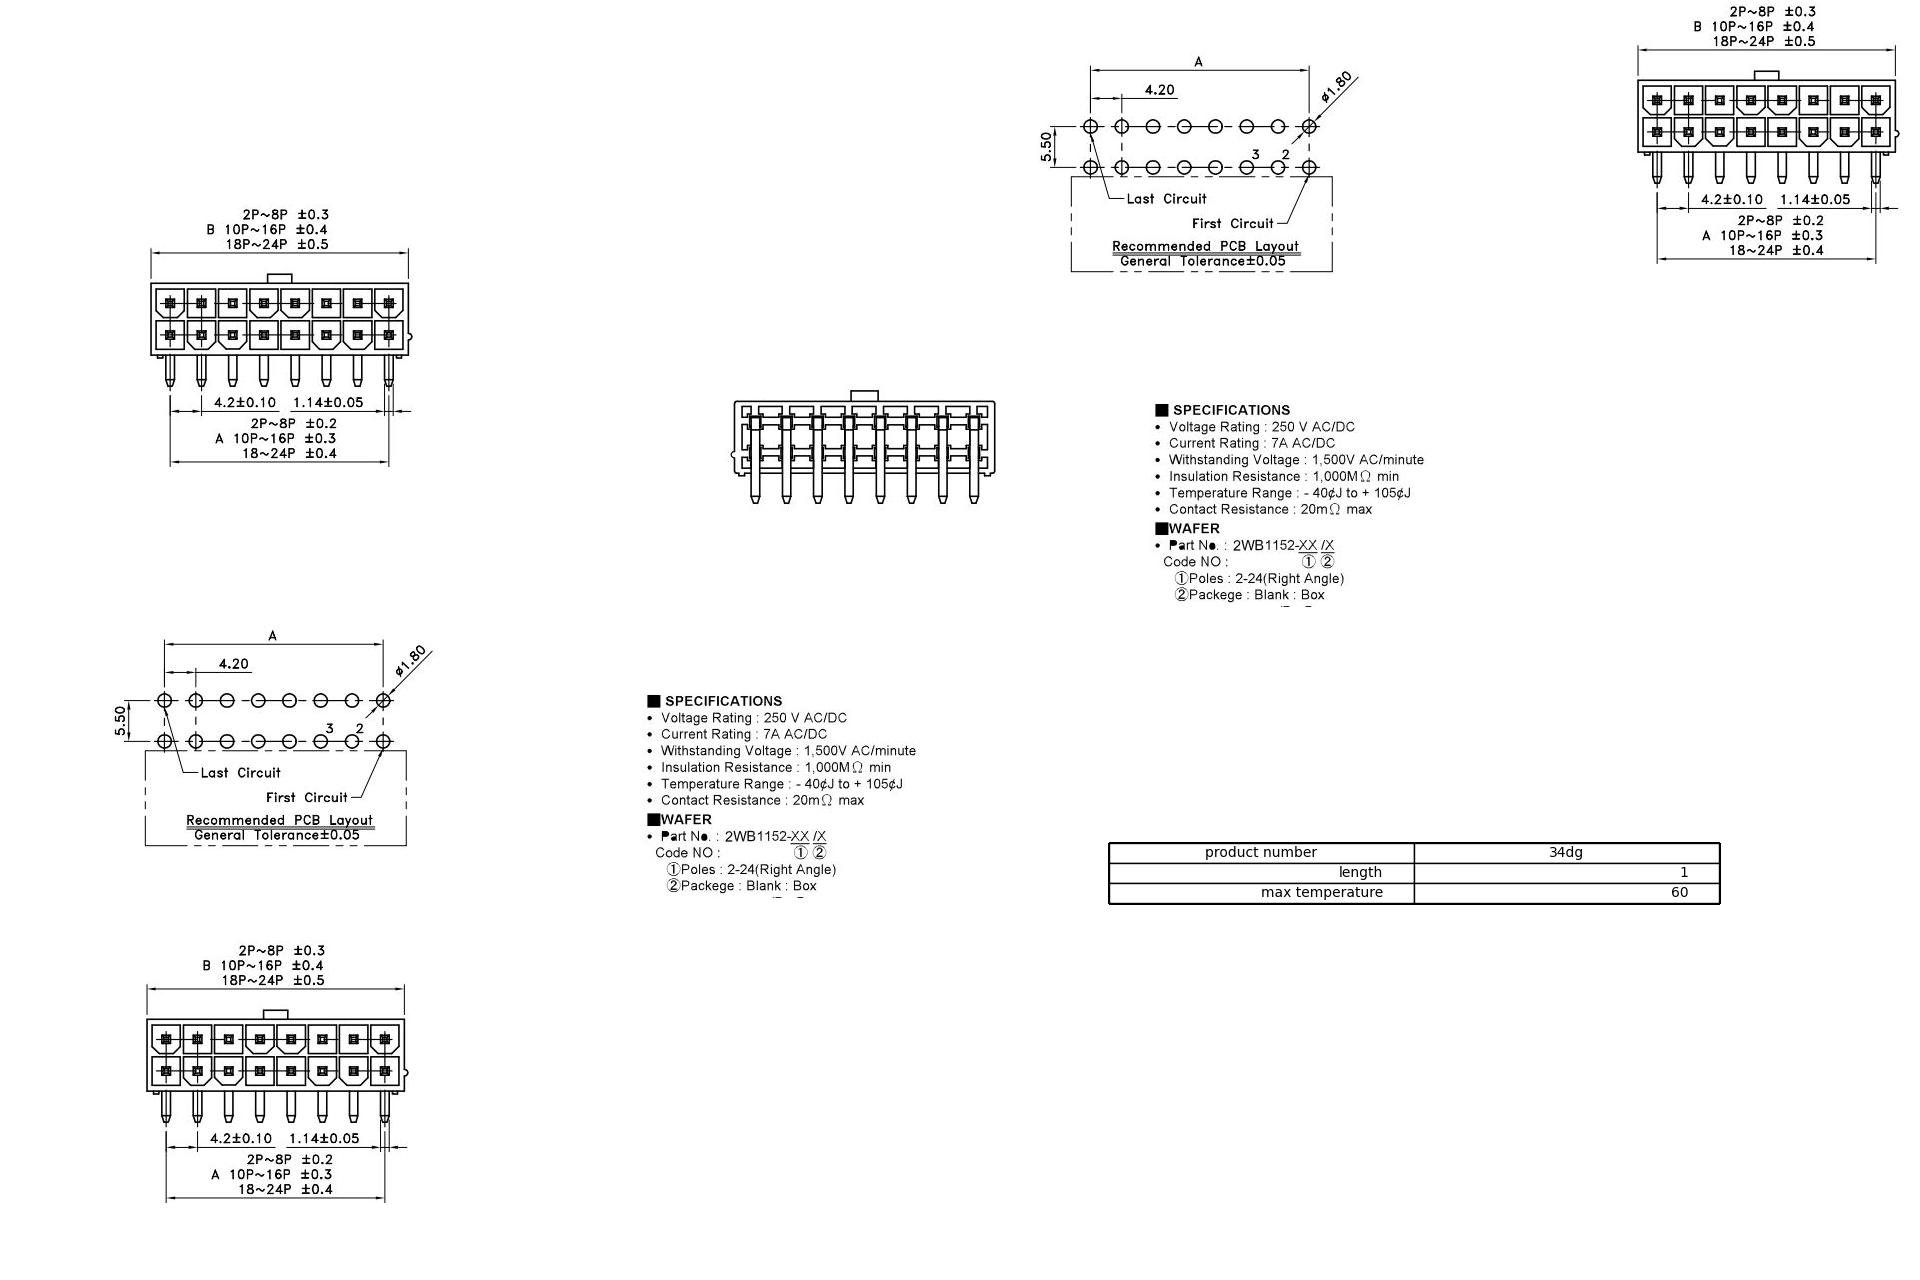 2P~8P ±0.3
B 10P~16P ±0.4
18P~24P ±0.5
4.2±0.10 1.14±0.05
2P~8P ±0.2
A 10P~16P ±0.3
18~24P ±0.4
A
4.20
ø1.80
5.50
3 2
Last Circuit
First Circuit
Recommended PCB Layout
General Tolerance±0.05
2P~8P ±0.3
B 10P~16P ±0.4
18P~24P ±0.5
4.2±0.10 1.14±0.05
2P~8P ±0.2
A 10P~16P ±0.3
18~24P ±0.4
■ SPECIFICATIONS
• Voltage Rating : 250 V AC/DC
• Current Rating : 7A AC/DC
• Withstanding Voltage : 1,500V AC/minute
• Insulation Resistance : 1,000MΩ min
• Temperature Range : - 40¢J to + 105¢J
• Contact Resistance : 20mΩ max
■WAFER
• Part No. : 2WB1152-XX /X
Code NO : ① ②
①Poles : 2-24(Right Angle)
②Packege : Blank : Box
A
4.20
ø1.80
5.50
3 2
Last Circuit
First Circuit
Recommended PCB Layout
General Tolerance±0.05
■ SPECIFICATIONS
• Voltage Rating : 250 V AC/DC
• Current Rating : 7A AC/DC
• Withstanding Voltage : 1,500V AC/minute
• Insulation Resistance : 1,000MΩ min
• Temperature Range : - 40¢J to + 105¢J
• Contact Resistance : 20mΩ max
■WAFER
• Part No. : 2WB1152-XX /X
Code NO : ① ②
①Poles : 2-24(Right Angle)
②Packege : Blank : Box
product number 34dg
length 1
max temperature 60
2P~8P ±0.3
B 10P~16P ±0.4
18P~24P ±0.5
4.2±0.10 1.14±0.05
2P~8P ±0.2
A 10P~16P ±0.3
18~24P ±0.4